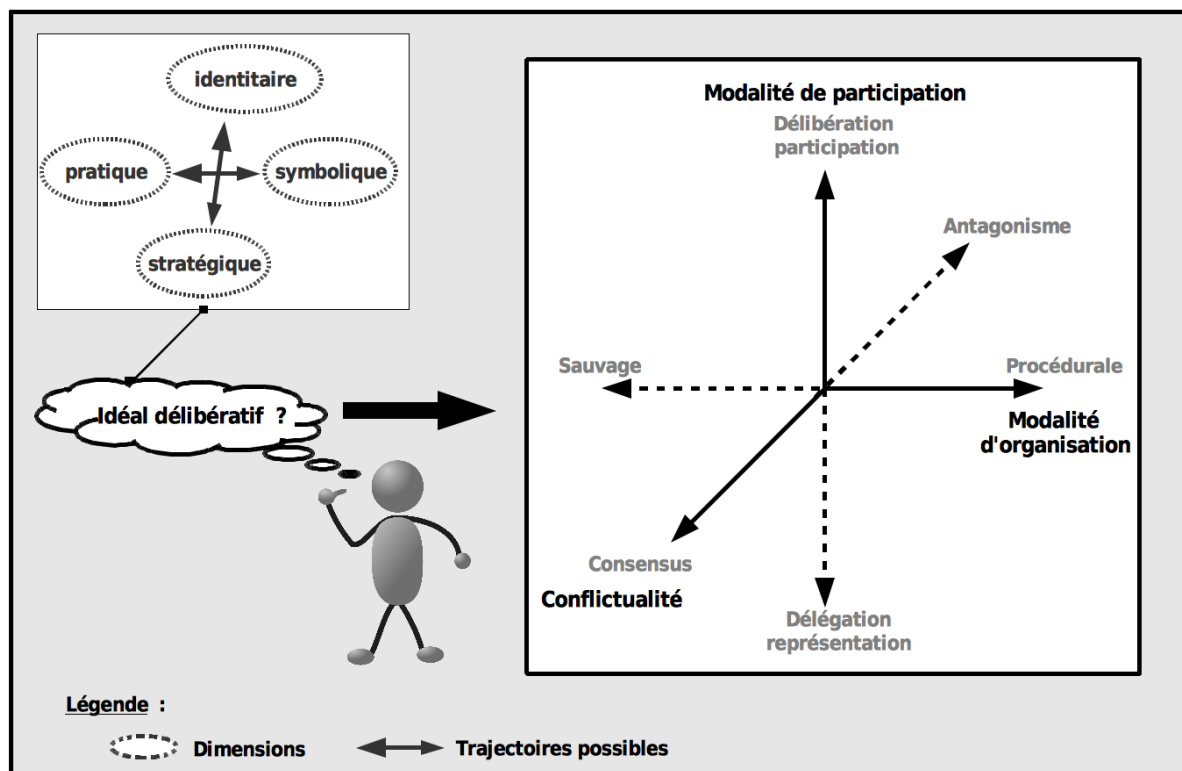 identitaire
pratique
symbolique
stratégique
Idéal délibératif ?
Modalité de participation
Délibération
participation
Antagonisme
Sauvage
Procédurale
Modalité
d'organisation
Consensus
Conflictualité
Délégation
représentation
Légende :
Dimensions
Trajectoires possibles